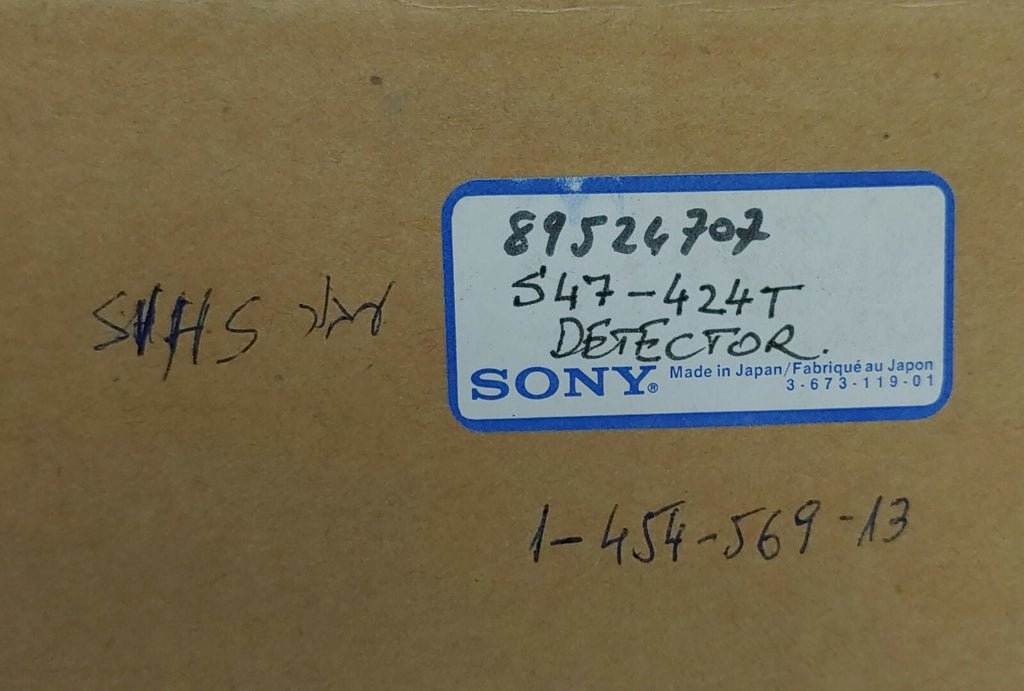 89524707
S47-424T
DETECTOR.
SONY® Made in Japan/Fabriqué au Japon
3-673-119-01
SVHS
1-454-569-13